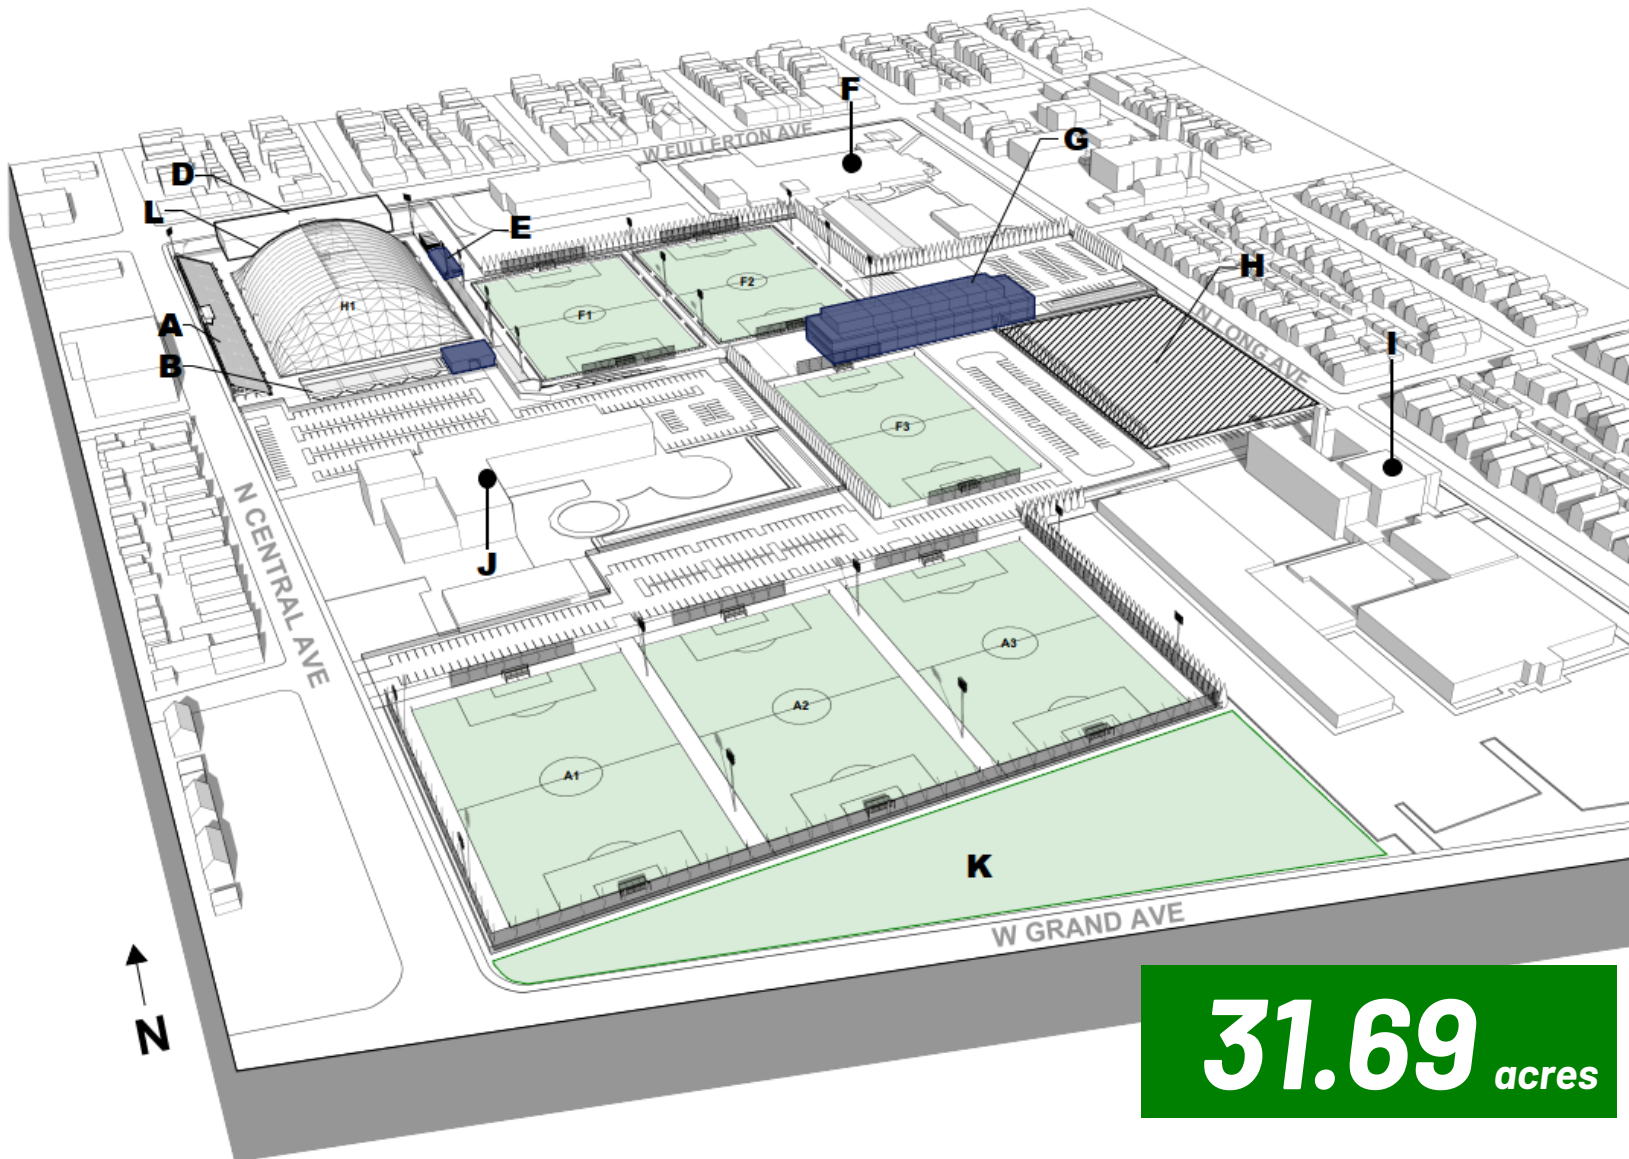 F
W FULLERTON AVE
G
D
L
E
H
H1
F1
F2
A
B
N LONG AVE
I
F3
N CENTRAL AVE
J
A3
A2
A1
K
W GRAND AVE
N
31.69 acres